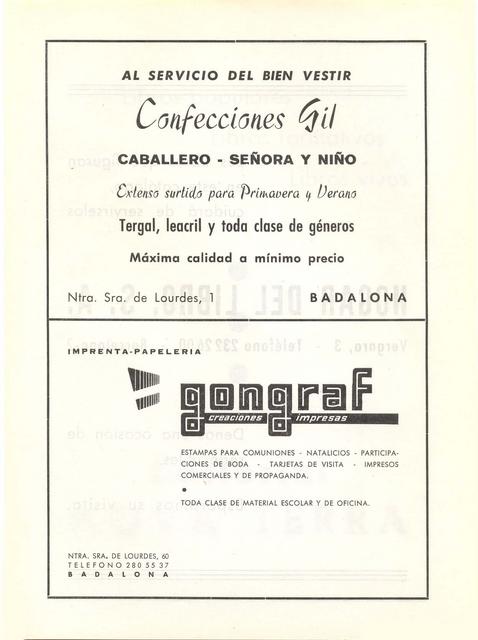 AL SERVICIO DEL BIEN VESTIR
Confecciones Gil
CABALLERO - SEÑORA Y NIÑO
Extenso surtido para Primavera y Verano
Tergal, leacril y toda clase de géneros
Máxima calidad a mínimo precio
Ntra. Sra. de Lourdes, 1 BADALONA
IMPRENTA-PAPELERIA
gongraf
creaciones impresas
ESTAMPAS PARA COMUNIONES - NATALICIOS - PARTICIPA-
CIONES DE BODA - TARJETAS DE VISITA - IMPRESOS
COMERCIALES Y DE PROPAGANDA.
TODA CLASE DE MATERIAL ESCOLAR Y DE OFICINA.
NTRA. SRA. DE LOURDES, 60
TELEFONO 280 55 37
BADALONA